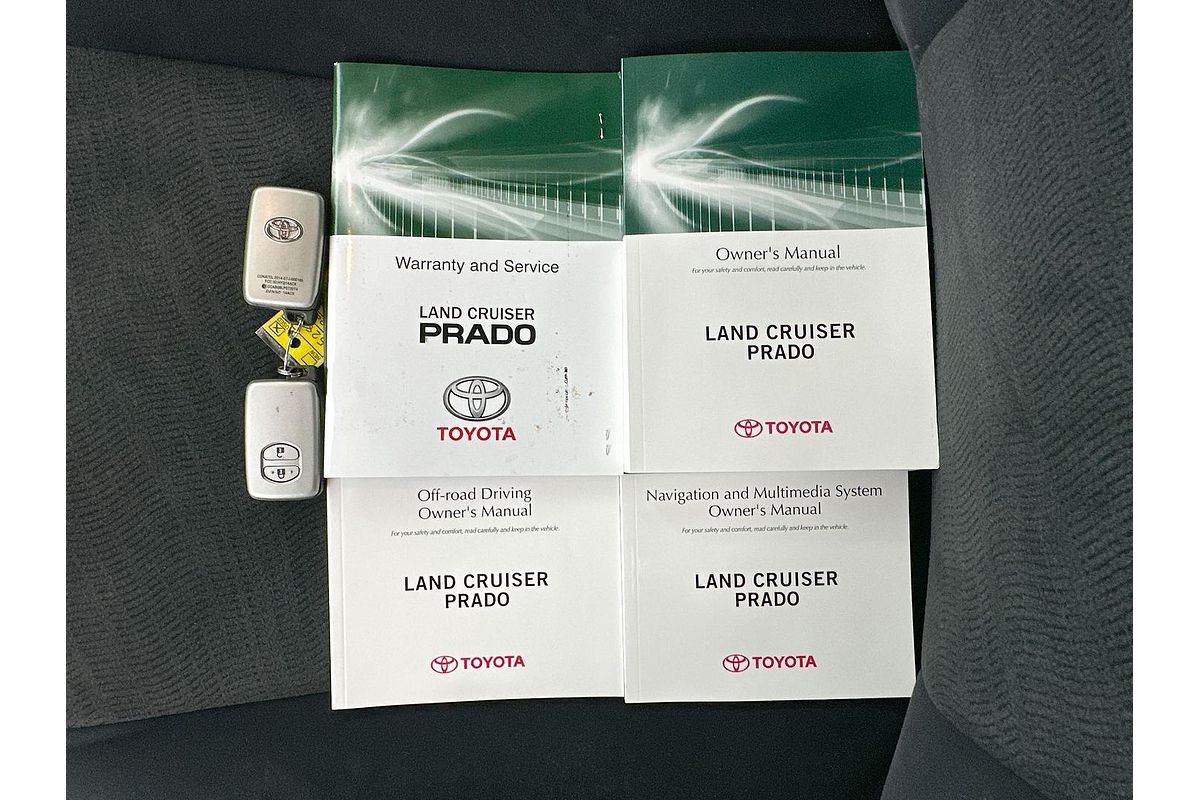 Warranty and Service
LAND CRUISER
PRADO
TOYOTA
Owner's Manual
For your safety and comfort, read carefully and keep in the vehicle.
LAND CRUISER
PRADO
TOYOTA
Off-road Driving
Owner's Manual
For your safety and comfort, read carefully and keep in the vehicle.
LAND CRUISER
PRADO
TOYOTA
Navigation and Multimedia System
Owner's Manual
For your safety and comfort, read carefully and keep in the vehicle.
LAND CRUISER
PRADO
TOYOTA